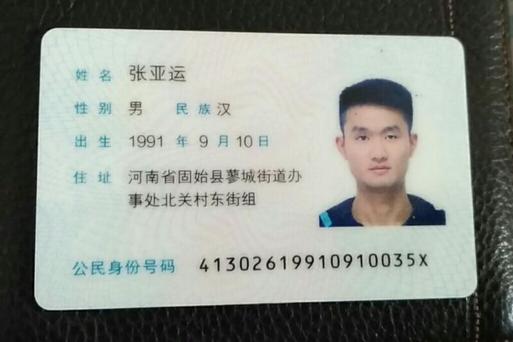 姓名 张亚运
性别 男 民族 汉
出生 1991 年 9 月 10 日
住址 河南省固始县蓼城街道办
事处北关村东街组
公民身份号码 41302619910910035X